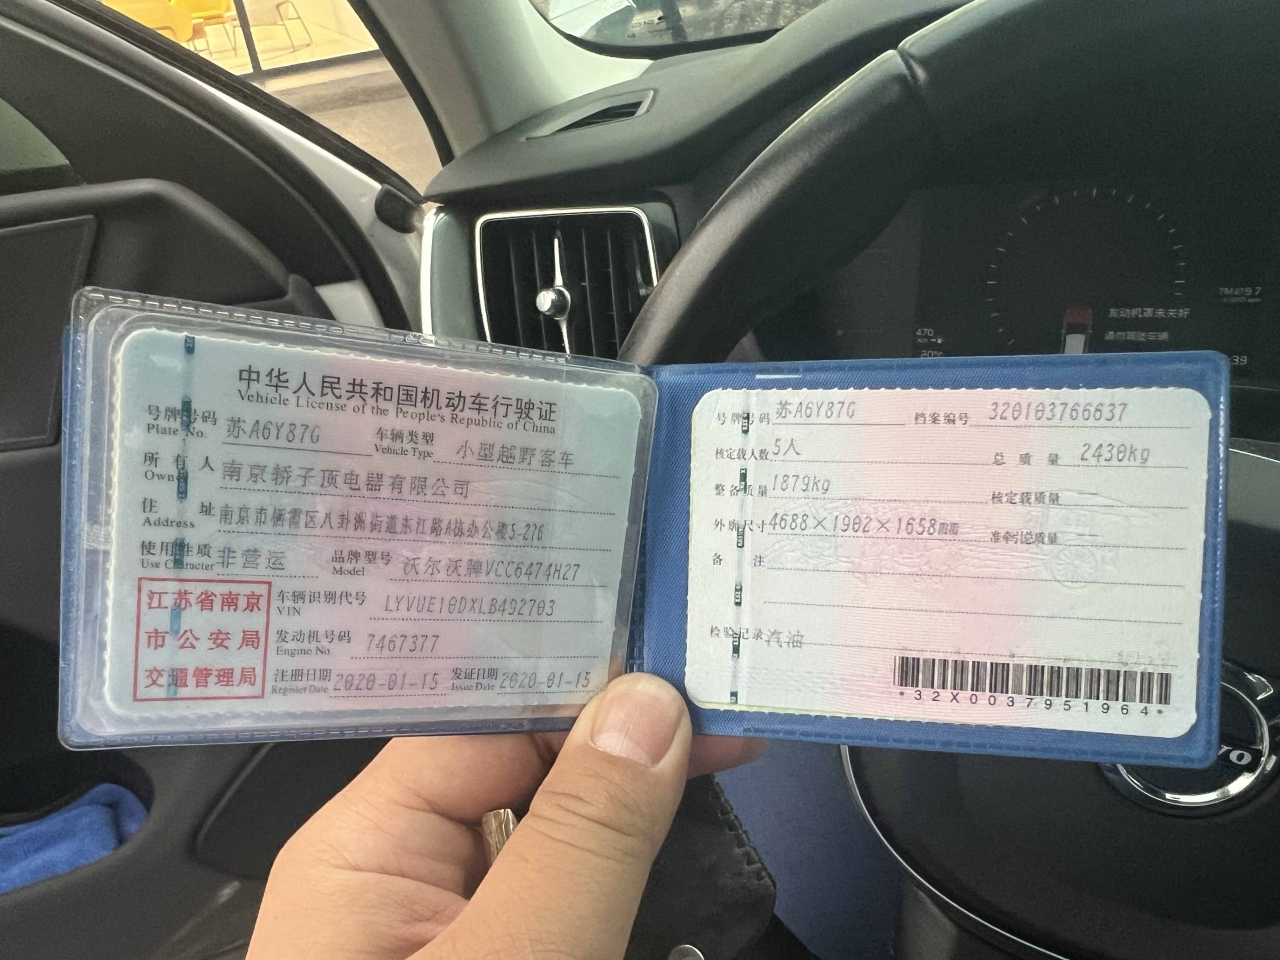 中华人民共和国机动车行驶证
Vehicle License of the People's Republic of China
号牌号码 苏A6Y87G 车辆类型 小型越野客车
Plate No. Vehicle Type
所有人 南京轿子顶电器有限公司
Owner
住址 南京市栖霞区八卦洲街道东江路A栋办公楼5-276
Address
使用性质 非营运 品牌型号 沃尔沃牌VCC6474H27
Use Character Model
江苏省南京
市公安局
交通管理局
车辆识别代号 LYVUE10DXLB492703
VIN
发动机号码 7467377
Engine No.
注册日期 2020-01-15 发证日期 2020-01-15
Register Date Issue Date
号牌号码 苏A6Y87G 档案编号 320103766637
核定载人数 5人 总质量 2430kg
整备质量 1879kg 核定载质量 --
外廓尺寸 4688×1902×1658mm 准牵引总质量 --
备注
检验记录 汽油
*32X0037951964*
发动机罩未关好
470
20°c
39